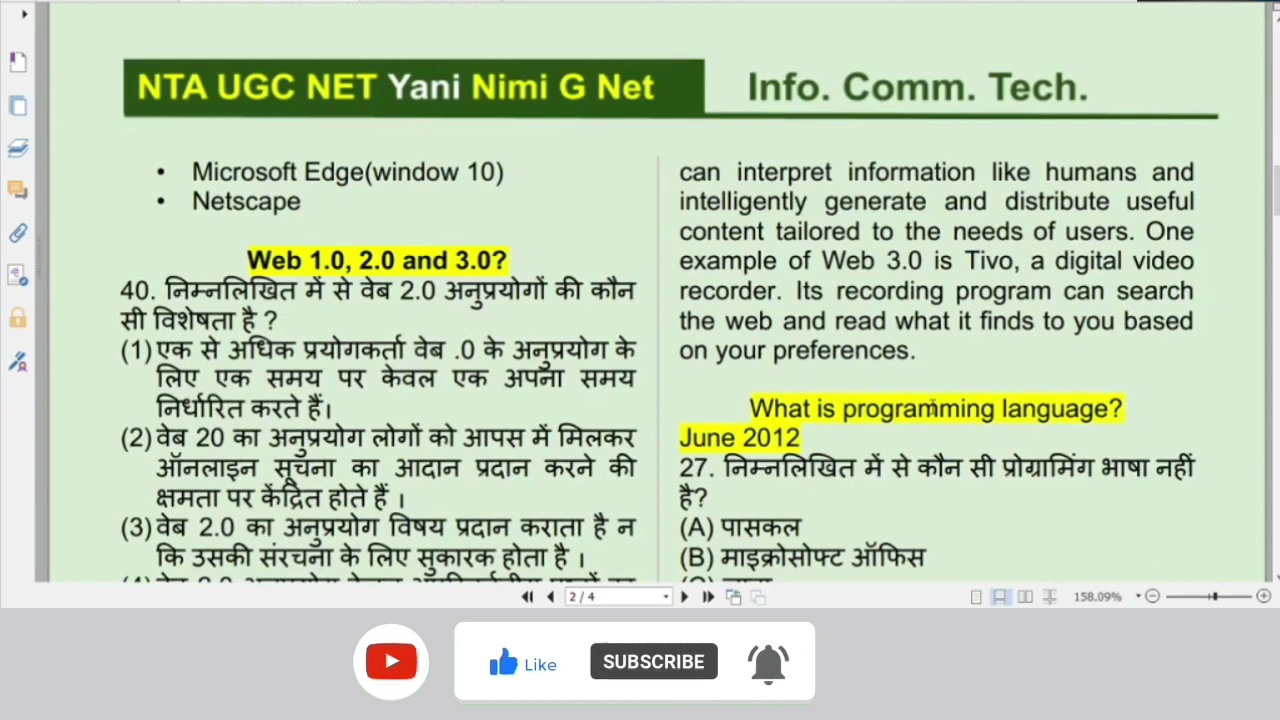 NTA UGC NET Yani Nimi G Net
Info. Comm. Tech.
• Microsoft Edge(window 10)
• Netscape
Web 1.0, 2.0 and 3.0?
40. निम्नलिखित में से वेब 2.0 अनुप्रयोगों की कौन
सी विशेषता है ?
(1) एक से अधिक प्रयोगकर्ता वेब .0 के अनुप्रयोग के
लिए एक समय पर केवल एक अपना समय
निर्धारित करते हैं।
(2) वेब 20 का अनुप्रयोग लोगों को आपस में मिलकर
ऑनलाइन सूचना का आदान प्रदान करने की
क्षमता पर केंद्रित होते हैं ।
(3) वेब 2.0 का अनुप्रयोग विषय प्रदान कराता है न
कि उसकी संरचना के लिए सुकारक होता है ।
can interpret information like humans and
intelligently generate and distribute useful
content tailored to the needs of users. One
example of Web 3.0 is Tivo, a digital video
recorder. Its recording program can search
the web and read what it finds to you based
on your preferences.
What is programming language?
June 2012
27. निम्नलिखित में से कौन सी प्रोग्रामिंग भाषा नहीं
है?
(A) पासकल
(B) माइक्रोसोफ्ट ऑफिस
2 / 4
158.09%
Like
SUBSCRIBE